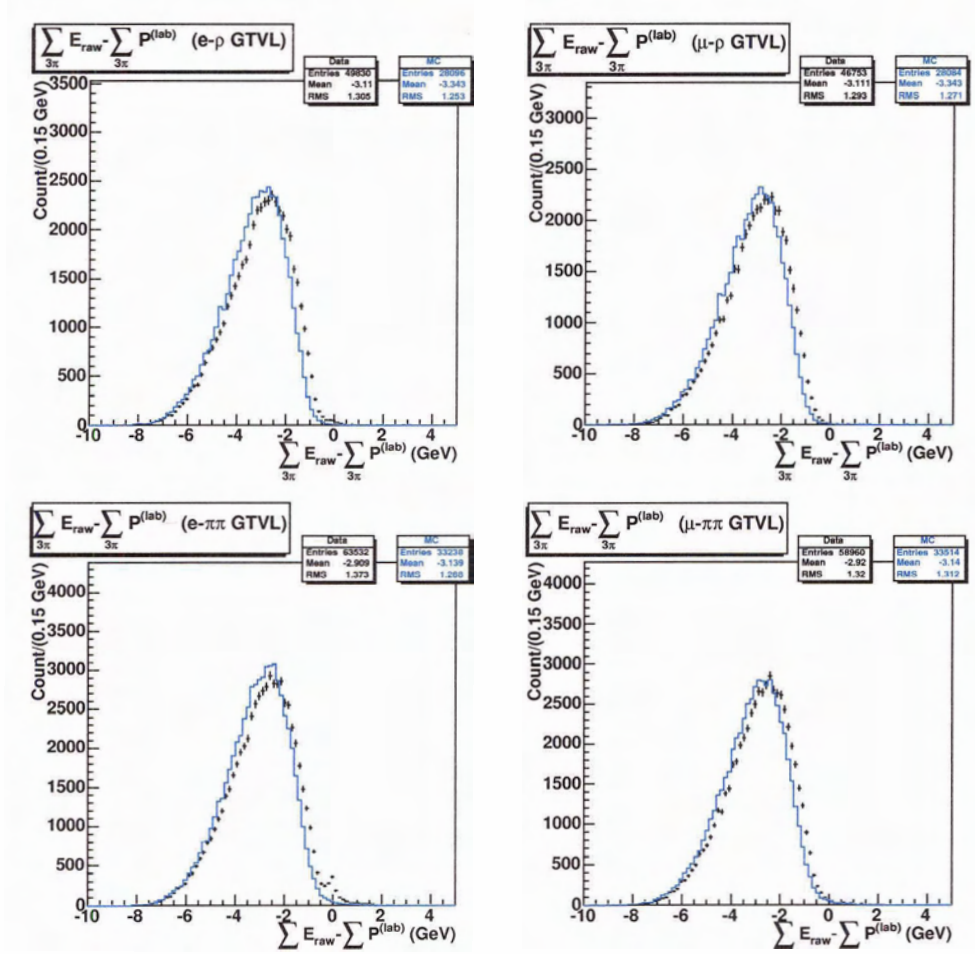 ∑ E_raw-∑ P^(lab) (e-ρ GTVL)
3π 3π
Data
Entries 49830
Mean -3.11
RMS 1.305
MC
Entries 28096
Mean -3.343
RMS 1.253
Count/(0.15 GeV)
3500
3000
2500
2000
1500
1000
500
0
-10 -8 -6 -4 -2 0 2 4
∑ E_raw-∑ P^(lab) (GeV)
3π 3π
∑ E_raw-∑ P^(lab) (μ-ρ GTVL)
3π 3π
Data
Entries 46753
Mean -3.111
RMS 1.293
MC
Entries 28084
Mean -3.343
RMS 1.271
Count/(0.15 GeV)
3000
2500
2000
1500
1000
500
0
-10 -8 -6 -4 -2 0 2 4
∑ E_raw-∑ P^(lab) (GeV)
3π 3π
∑ E_raw-∑ P^(lab) (e-ππ GTVL)
3π 3π
Data
Entries 63532
Mean -2.909
RMS 1.373
MC
Entries 33238
Mean -3.139
RMS 1.268
Count/(0.15 GeV)
4000
3500
3000
2500
2000
1500
1000
500
0
-10 -8 -6 -4 -2 0 2 4
∑ E_raw-∑ P^(lab) (GeV)
∑ E_raw-∑ P^(lab) (μ-ππ GTVL)
3π 3π
Data
Entries 58960
Mean -2.92
RMS 1.32
MC
Entries 33514
Mean -3.14
RMS 1.312
Count/(0.15 GeV)
4000
3500
3000
2500
2000
1500
1000
500
0
-10 -8 -6 -4 -2 0 2 4
∑ E_raw-∑ P^(lab) (GeV)